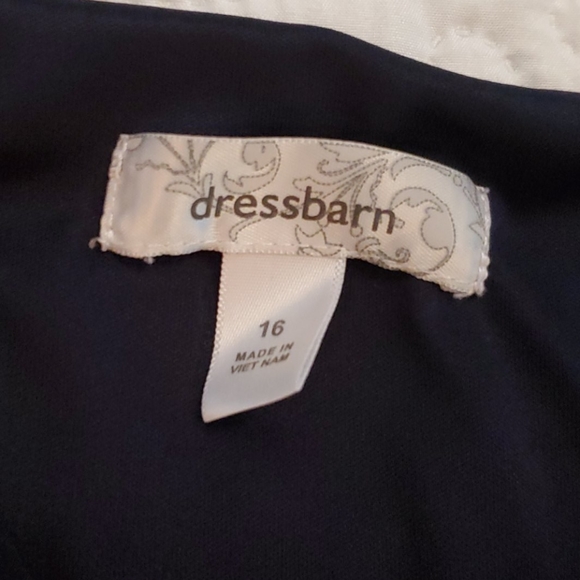 dressbarn
16
MADE IN
VIET NAM